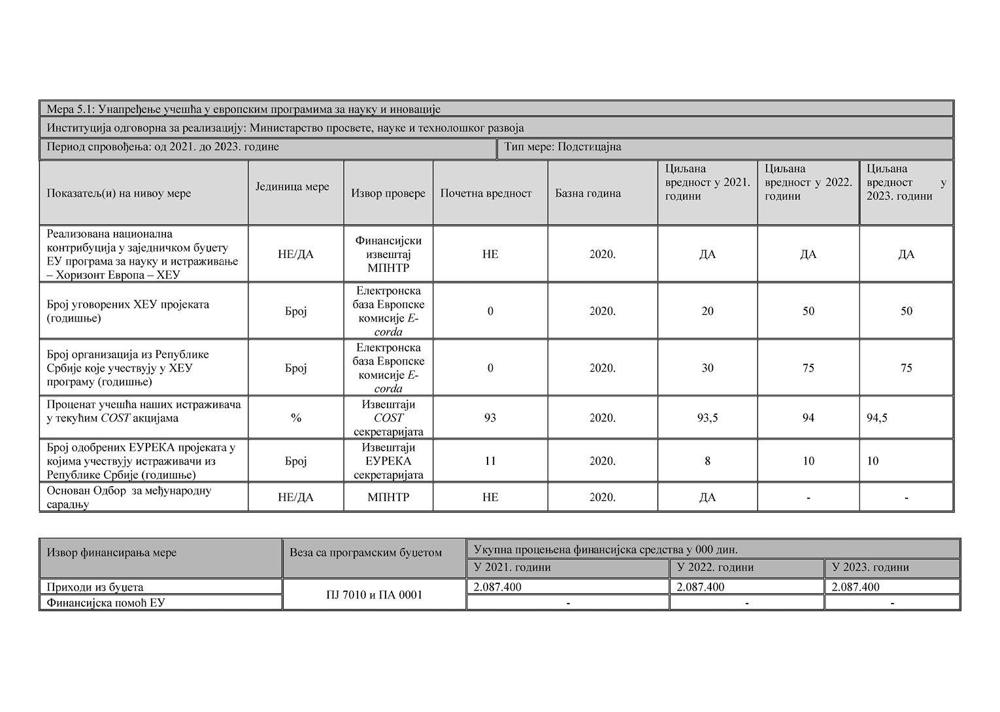 Мера 5.1: Унапређење учешћа у европским програмима за науку и иновације
Институција одговорна за реализацију: Министарство просвете, науке и технолошког развоја
Период спровођења: од 2021. до 2023. године
Тип мере: Подстицајна
Показатељ(и) на нивоу мере
Јединица мере
Извор провере
Почетна вредност
Базна година
Циљана
вредност у 2021.
години
Циљана
вредност у 2022.
години
Циљана
вредност у
2023. години
Реализована национална
контрибуција у заједничком буџету
ЕУ програма за науку и истраживање
– Хоризонт Европа – ХЕУ
НЕ/ДА
Финансијски
извештај
МПНТР
НЕ
2020.
ДА
ДА
ДА
Број уговорених ХЕУ пројеката
(годишње)
Број
Електронска
база Европске
комисије E-
corda
0
2020.
20
50
50
Број организација из Републике
Србије које учествују у ХЕУ
програму (годишње)
Број
Електронска
база Европске
комисије E-
corda
0
2020.
30
75
75
Проценат учешћа наших истраживача
у текућим COST акцијама
%
Извештаји
COST
секретаријата
93
2020.
93,5
94
94,5
Број одобрених ЕУРЕКА пројеката у
којима учествују истраживачи из
Републике Србије (годишње)
Број
Извештаји
ЕУРЕКА
секретаријата
11
2020.
8
10
10
Основан Одбор за међународну
сарадњу
НЕ/ДА
МПНТР
НЕ
2020.
ДА
-
-
Извор финансирања мере
Веза са програмским буџетом
Укупна процењена финансијска средства у 000 дин.
У 2021. години
У 2022. години
У 2023. години
Приходи из буџета
ПЈ 7010 и ПА 0001
2.087.400
2.087.400
2.087.400
Финансијска помоћ ЕУ
-
-
-